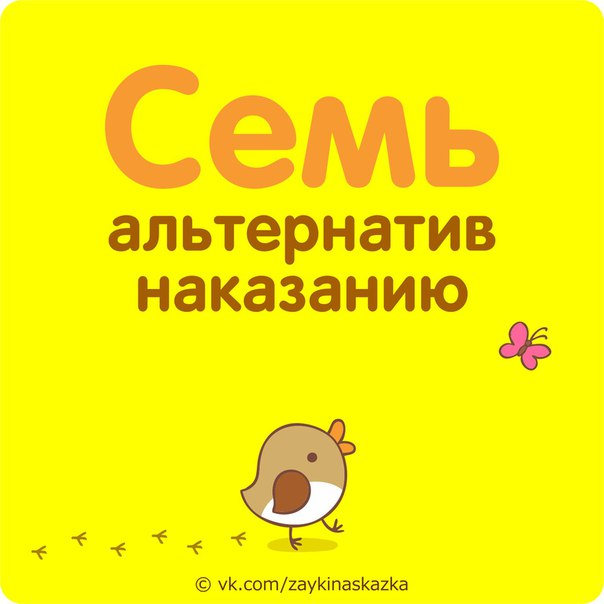 Семь
альтернатив
наказанию
© vk.com/zaykinaskazka